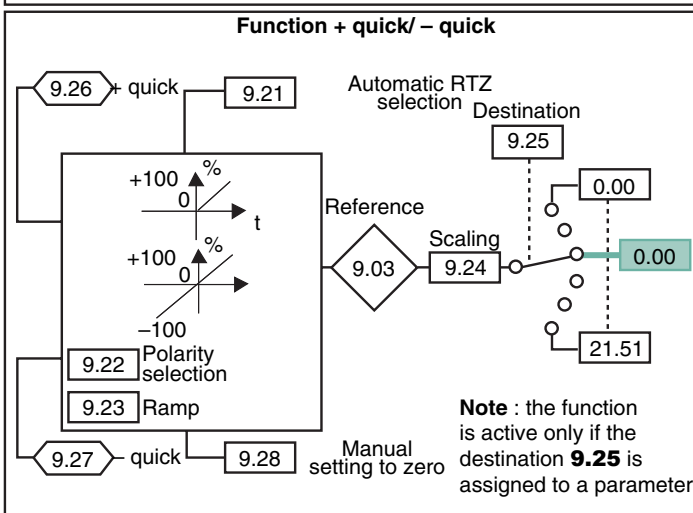 Function + quick/ – quick
9.26
+ quick
9.21
Automatic RTZ
selection
Destination
9.25
+100
%
0
t
+100
%
0
–100
Reference
9.03
Scaling
9.24
0.00
0.00
21.51
9.22
Polarity
selection
9.23
Ramp
9.27
– quick
9.28
Manual
setting to zero
Note : the function
is active only if the
destination 9.25 is
assigned to a parameter